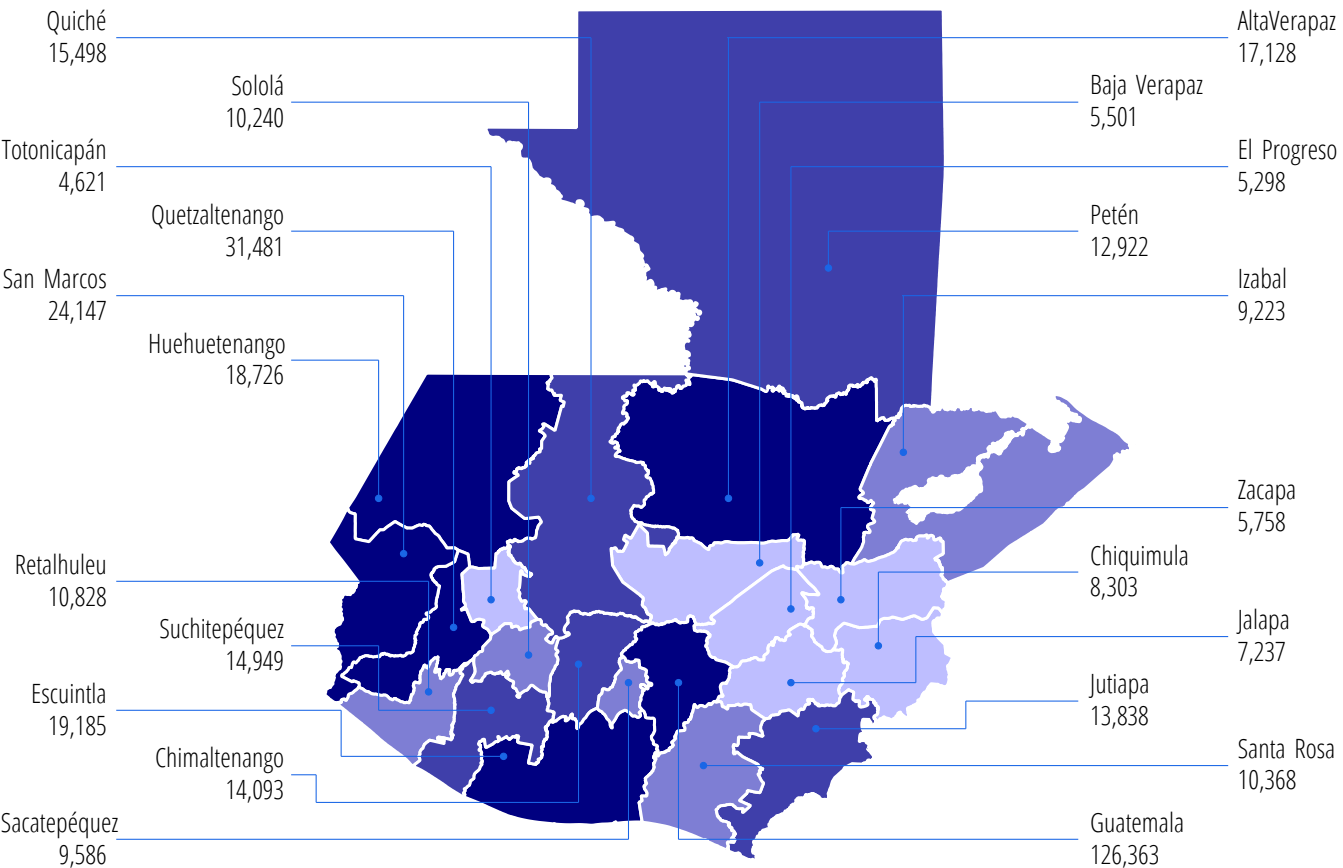 Quiché
15,498
Sololá
10,240
Totonicapán
4,621
Quetzaltenango
31,481
San Marcos
24,147
Huehuetenango
18,726
Retalhuleu
10,828
Suchitepéquez
14,949
Escuintla
19,185
Chimaltenango
14,093
Sacatepéquez
9,586
AltaVerapaz
17,128
Baja Verapaz
5,501
El Progreso
5,298
Petén
12,922
Izabal
9,223
Zacapa
5,758
Chiquimula
8,303
Jalapa
7,237
Jutiapa
13,838
Santa Rosa
10,368
Guatemala
126,363